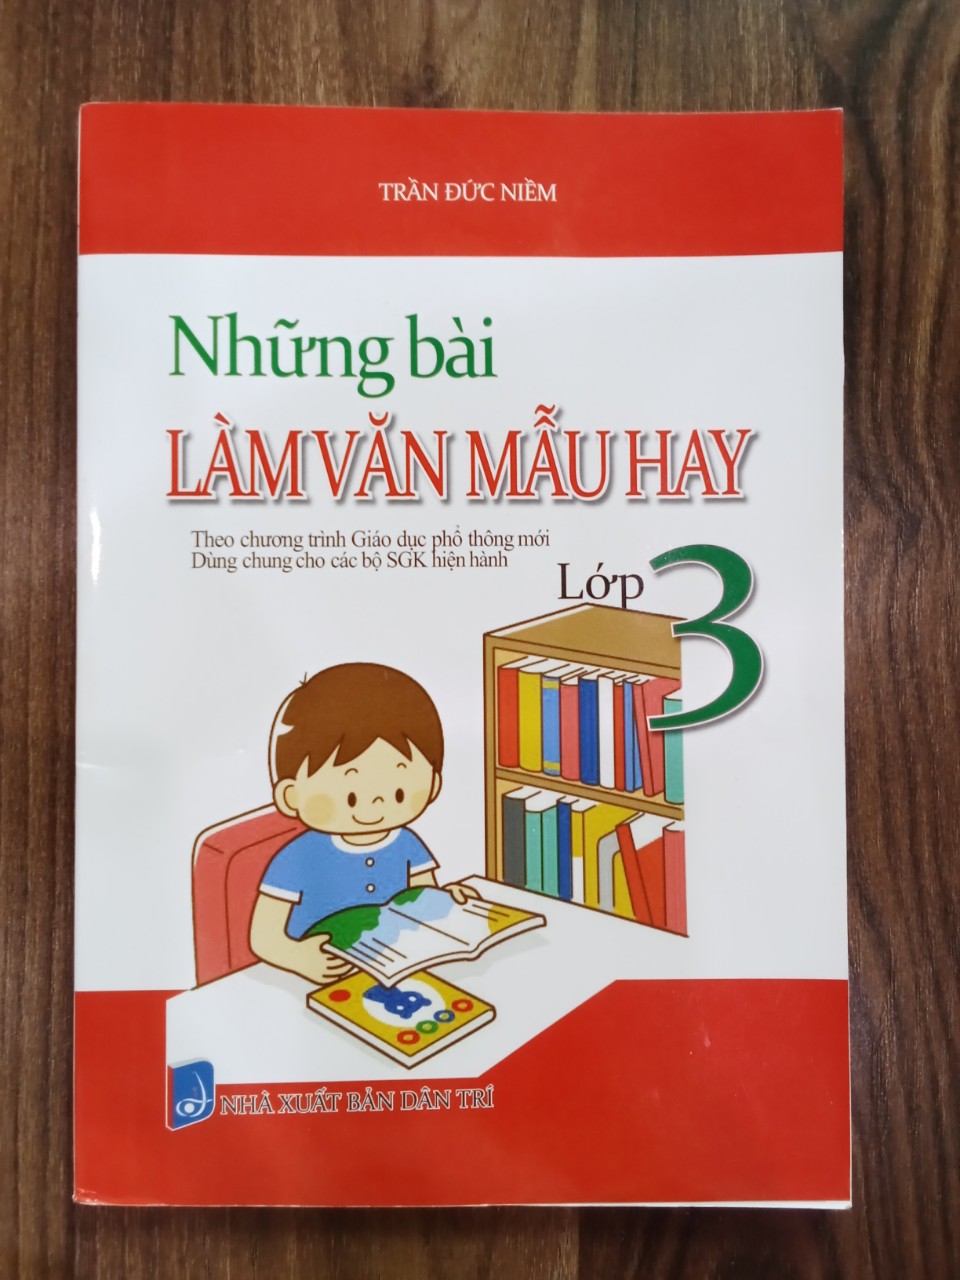 TRẦN ĐỨC NIỀM
Những bài
LÀM VĂN MẪU HAY
Theo chương trình Giáo dục phổ thông mới
Dùng chung cho các bộ SGK hiện hành
Lớp 3
NHÀ XUẤT BẢN DÂN TRÍ